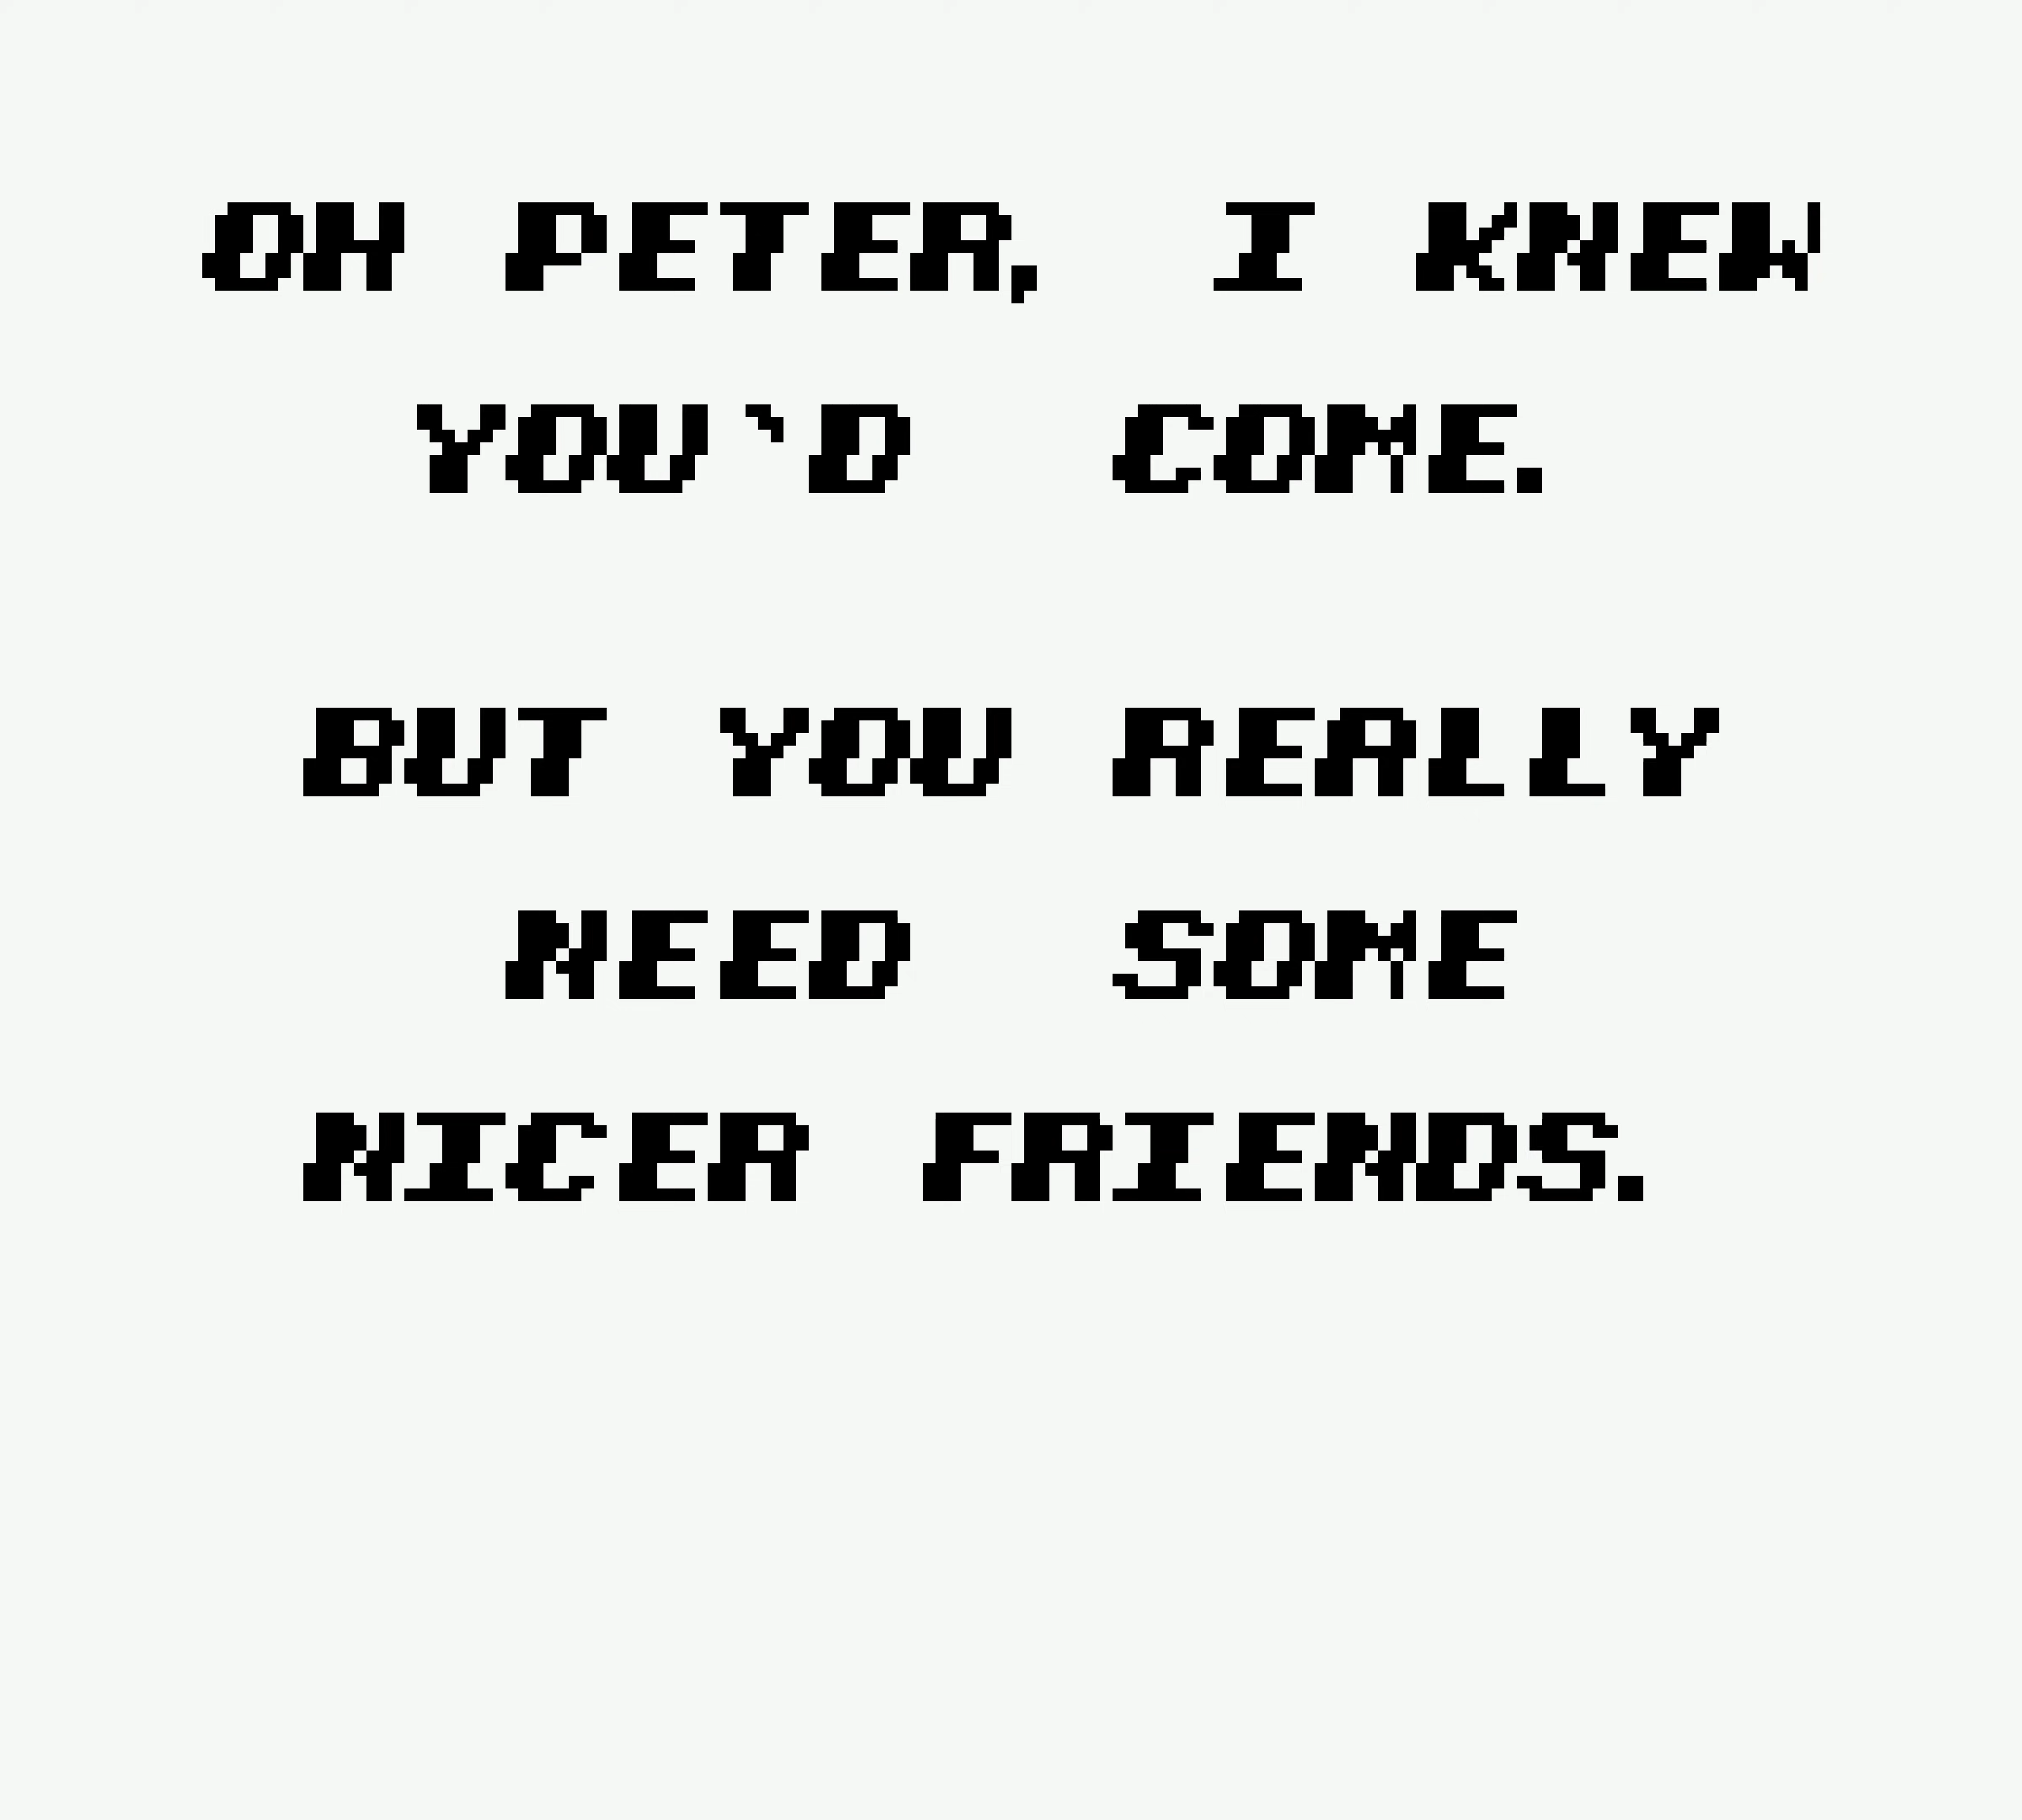 OH PETER, I KNEW
YOU`D COME.
BUT YOU REALLY
NEED SOME
NICER FRIENDS.